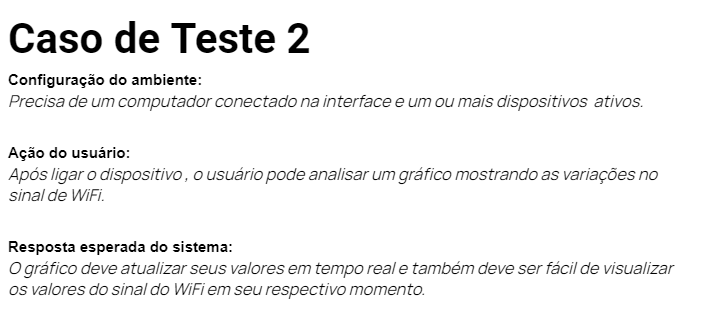 Caso de Teste 2
Configuração do ambiente:
Precisa de um computador conectado na interface e um ou mais dispositivos ativos.
Ação do usuário:
Após ligar o dispositivo , o usuário pode analisar um gráfico mostrando as variações no
sinal de WiFi.
Resposta esperada do sistema:
O gráfico deve atualizar seus valores em tempo real e também deve ser fácil de visualizar
os valores do sinal do WiFi em seu respectivo momento.